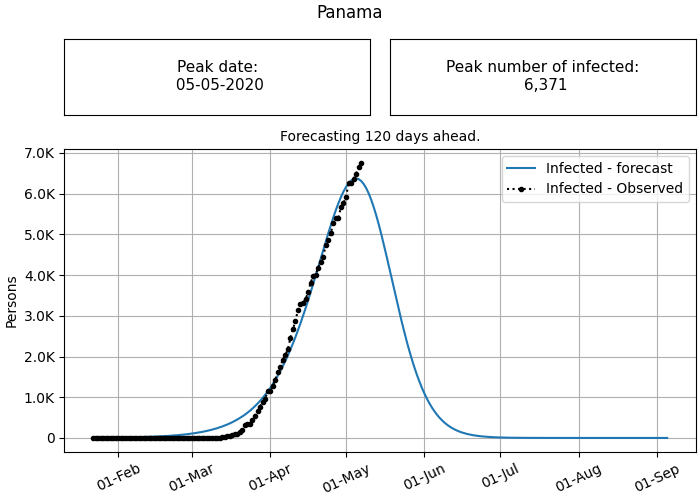 Panama
Peak date:
05-05-2020
Peak number of infected:
6,371
Forecasting 120 days ahead.
7.0K
6.0K
5.0K
4.0K
3.0K
2.0K
1.0K
0
Persons
Infected - forecast
Infected - Observed
01-Feb
01-Mar
01-Apr
01-May
01-Jun
01-Jul
01-Aug
01-Sep